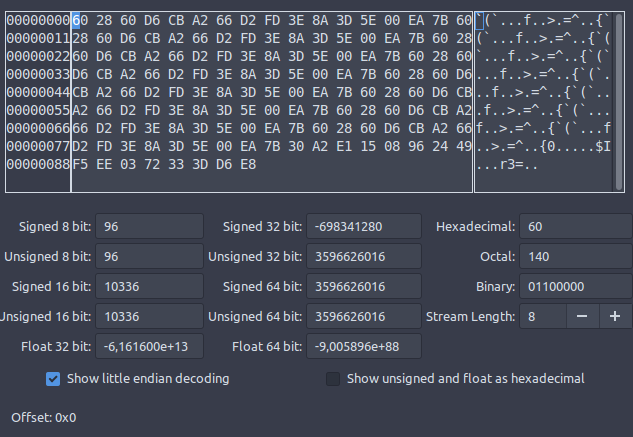 00000000 60 28 60 D6 CB A2 66 D2 FD 3E 8A 3D 5E 00 EA 7B 60 `(`...f..>.=^..{`
00000011 28 60 D6 CB A2 66 D2 FD 3E 8A 3D 5E 00 EA 7B 60 28 (`...f..>.=^..{`(
00000022 60 D6 CB A2 66 D2 FD 3E 8A 3D 5E 00 EA 7B 60 28 60 `...f..>.=^..{`(`
00000033 D6 CB A2 66 D2 FD 3E 8A 3D 5E 00 EA 7B 60 28 60 D6 ...f..>.=^..{`(`.
00000044 CB A2 66 D2 FD 3E 8A 3D 5E 00 EA 7B 60 28 60 D6 CB ..f..>.=^..{`(`..
00000055 A2 66 D2 FD 3E 8A 3D 5E 00 EA 7B 60 28 60 D6 CB A2 .f..>.=^..{`(`...
00000066 66 D2 FD 3E 8A 3D 5E 00 EA 7B 60 28 60 D6 CB A2 66 f..>.=^..{`(`...f
00000077 D2 FD 3E 8A 3D 5E 00 EA 7B 30 A2 E1 15 08 96 24 49 ..>.=^..{0.....$I
00000088 F5 EE 03 72 33 3D D6 E8 ...r3=..
Signed 8 bit: 96 Signed 32 bit: -698341280 Hexadecimal: 60
Unsigned 8 bit: 96 Unsigned 32 bit: 3596626016 Octal: 140
Signed 16 bit: 10336 Signed 64 bit: 3596626016 Binary: 01100000
Unsigned 16 bit: 10336 Unsigned 64 bit: 3596626016 Stream Length: 8 − +
Float 32 bit: -6,161600e+13 Float 64 bit: -9,005896e+88
Show little endian decoding Show unsigned and float as hexadecimal
Offset: 0x0